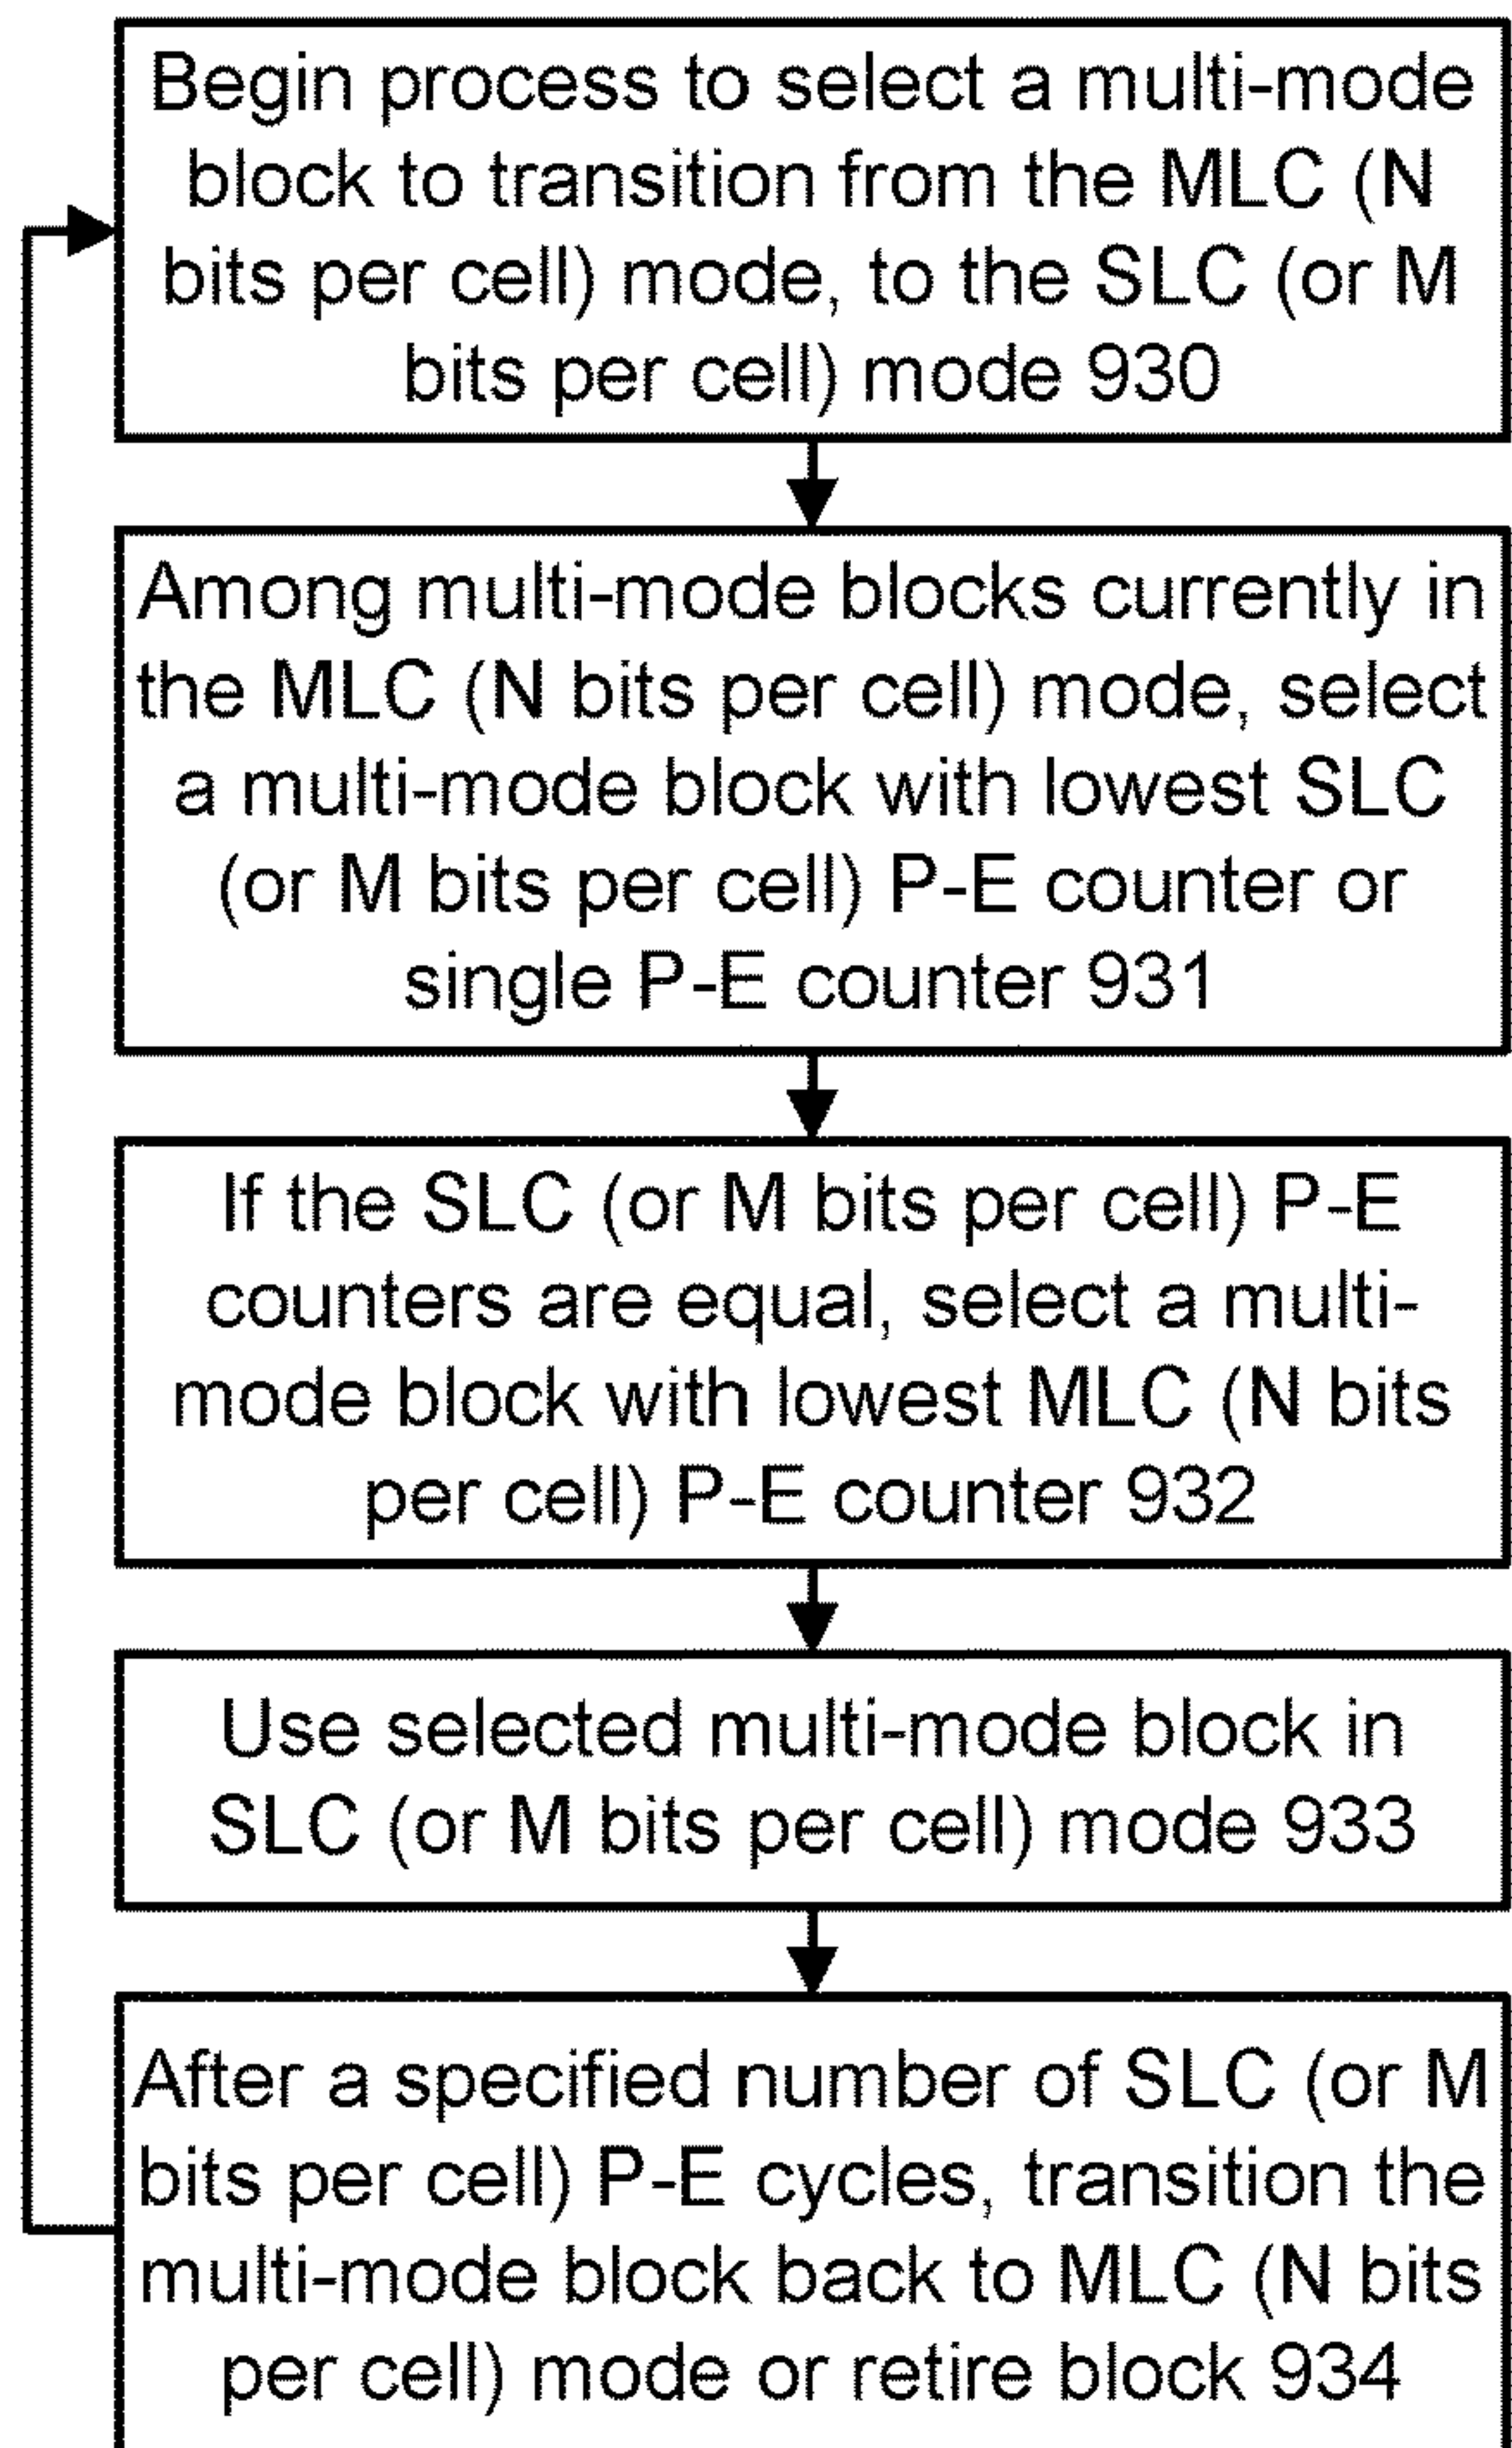 Begin process to select a multi-mode
block to transition from the MLC (N
bits per cell) mode, to the SLC (or M
bits per cell) mode 930
Among multi-mode blocks currently in
the MLC (N bits per cell) mode, select
a multi-mode block with lowest SLC
(or M bits per cell) P-E counter or
single P-E counter 931
If the SLC (or M bits per cell) P-E
counters are equal, select a multi-
mode block with lowest MLC (N bits
per cell) P-E counter 932
Use selected multi-mode block in
SLC (or M bits per cell) mode 933
After a specified number of SLC (or M
bits per cell) P-E cycles, transition the
multi-mode block back to MLC (N bits
per cell) mode or retire block 934